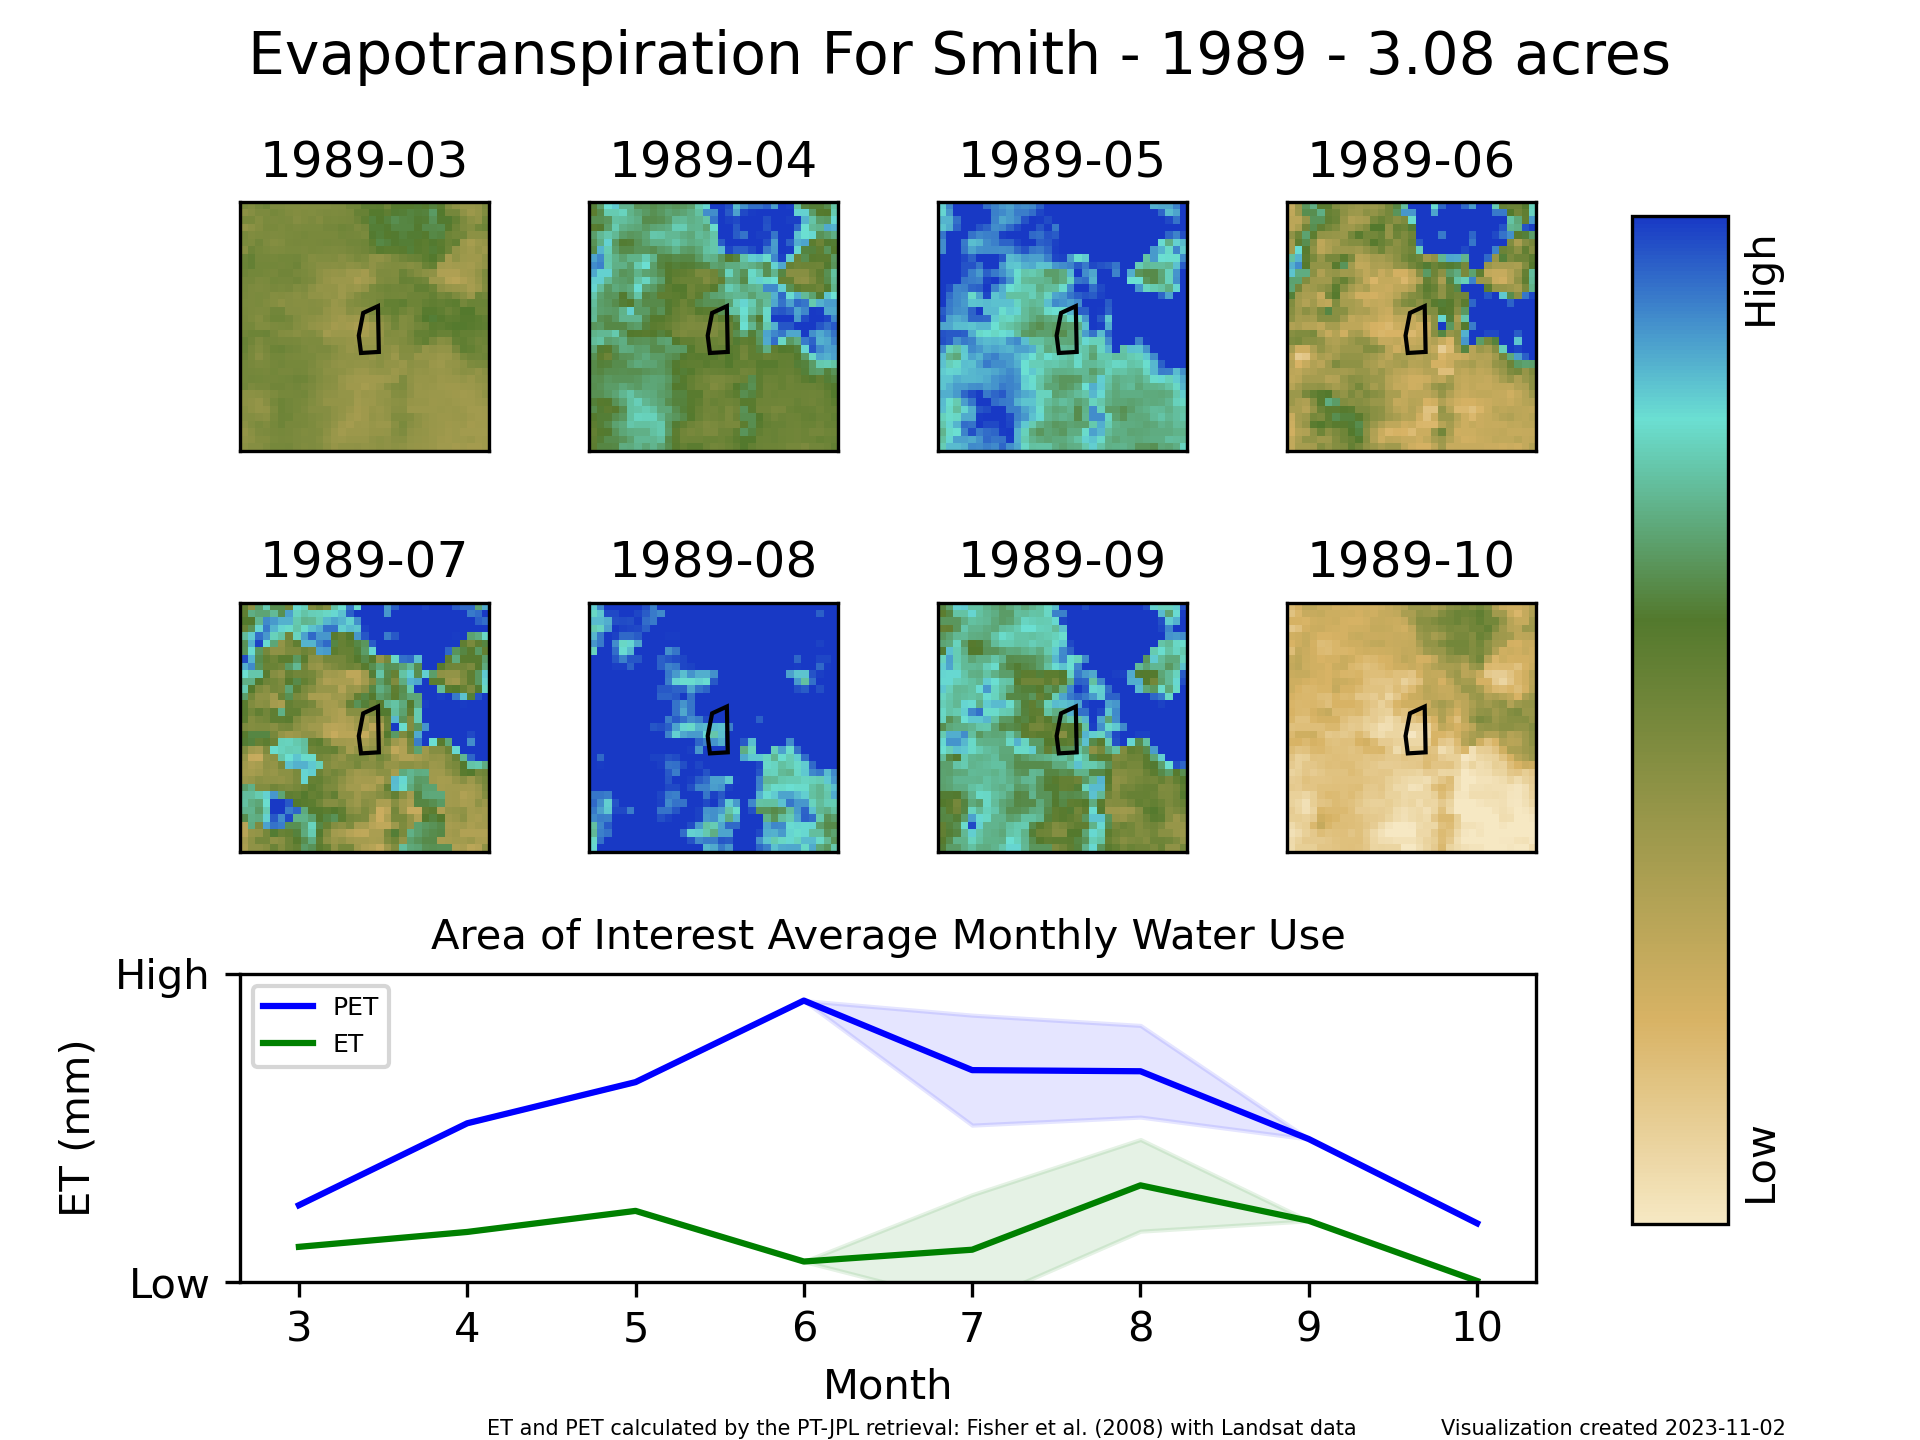 Evapotranspiration For Smith - 1989 - 3.08 acres
1989-03
1989-04
1989-05
1989-06
1989-07
1989-08
1989-09
1989-10
High
Low
Area of Interest Average Monthly Water Use
High
Low
ET (mm)
PET
ET
3 4 5 6 7 8 9 10
Month
ET and PET calculated by the PT-JPL retrieval: Fisher et al. (2008) with Landsat data
Visualization created 2023-11-02